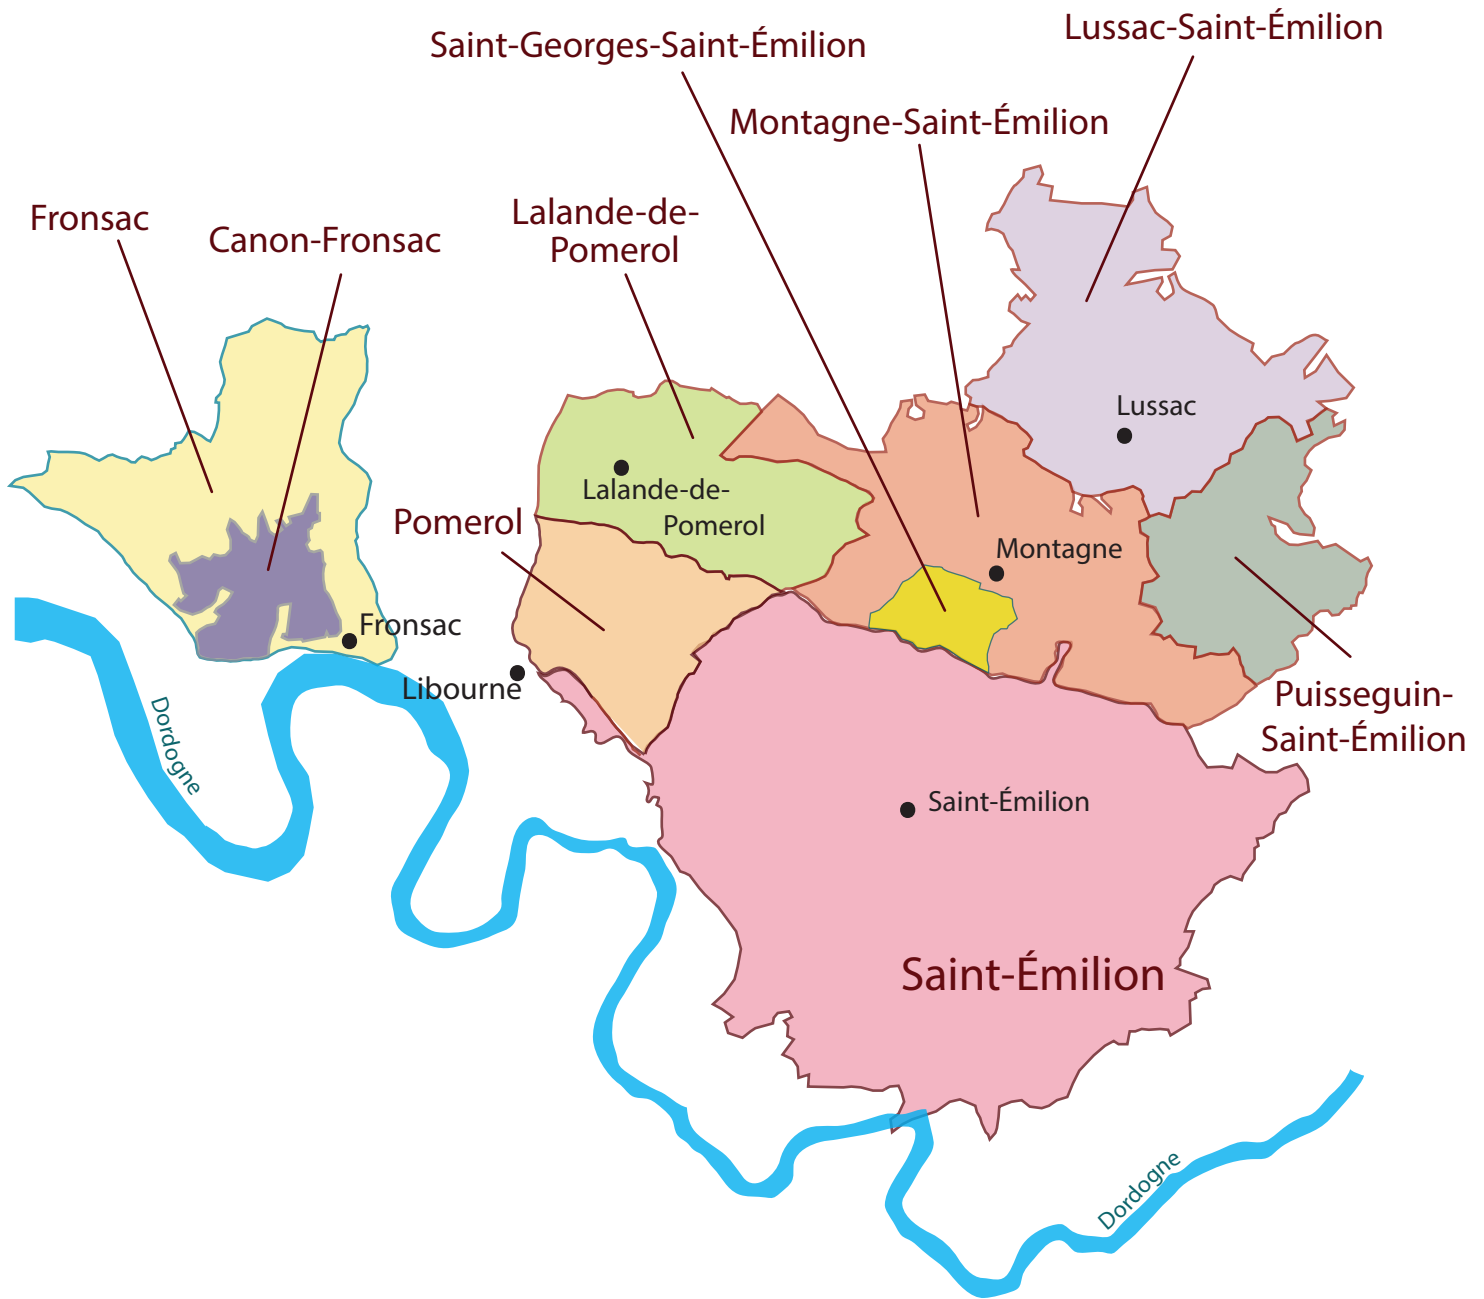 Lussac-Saint-Émilion
Saint-Georges-Saint-Émilion
Montagne-Saint-Émilion
Fronsac
Canon-Fronsac
Lalande-de-
Pomerol
Lussac
Lalande-de-
Pomerol
Pomerol
Montagne
Fronsac
Libourne
Puisseguin-
Saint-Émilion
Dordogne
Saint-Émilion
Saint-Émilion
Dordogne